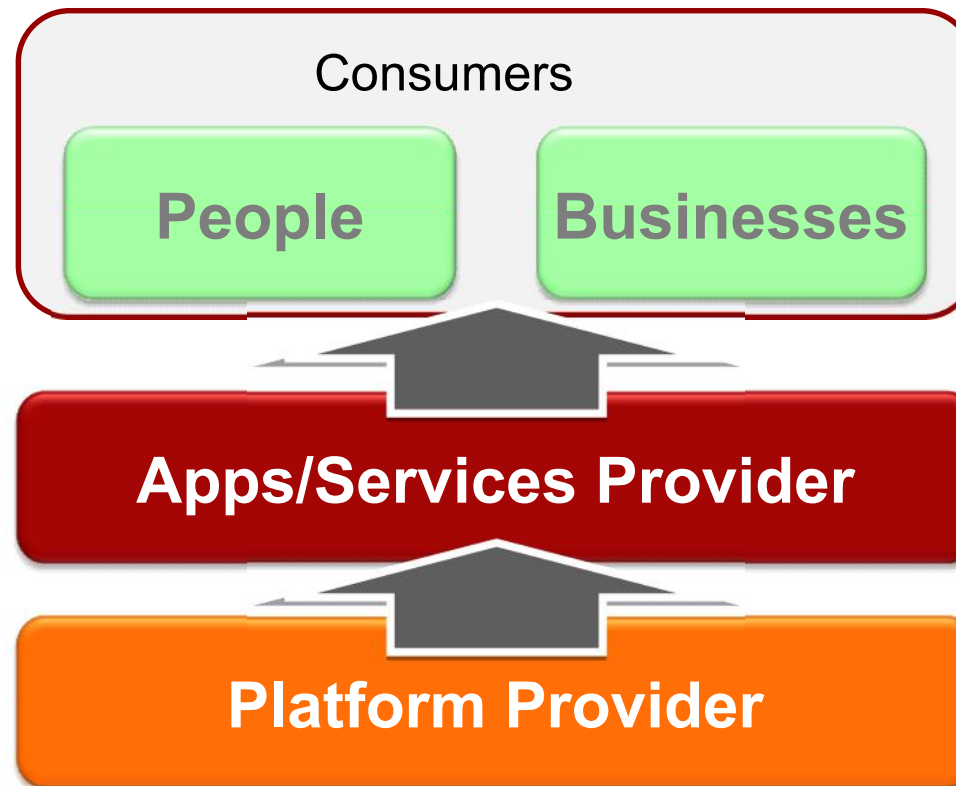 Consumers
People
Businesses
Apps/Services Provider
Platform Provider